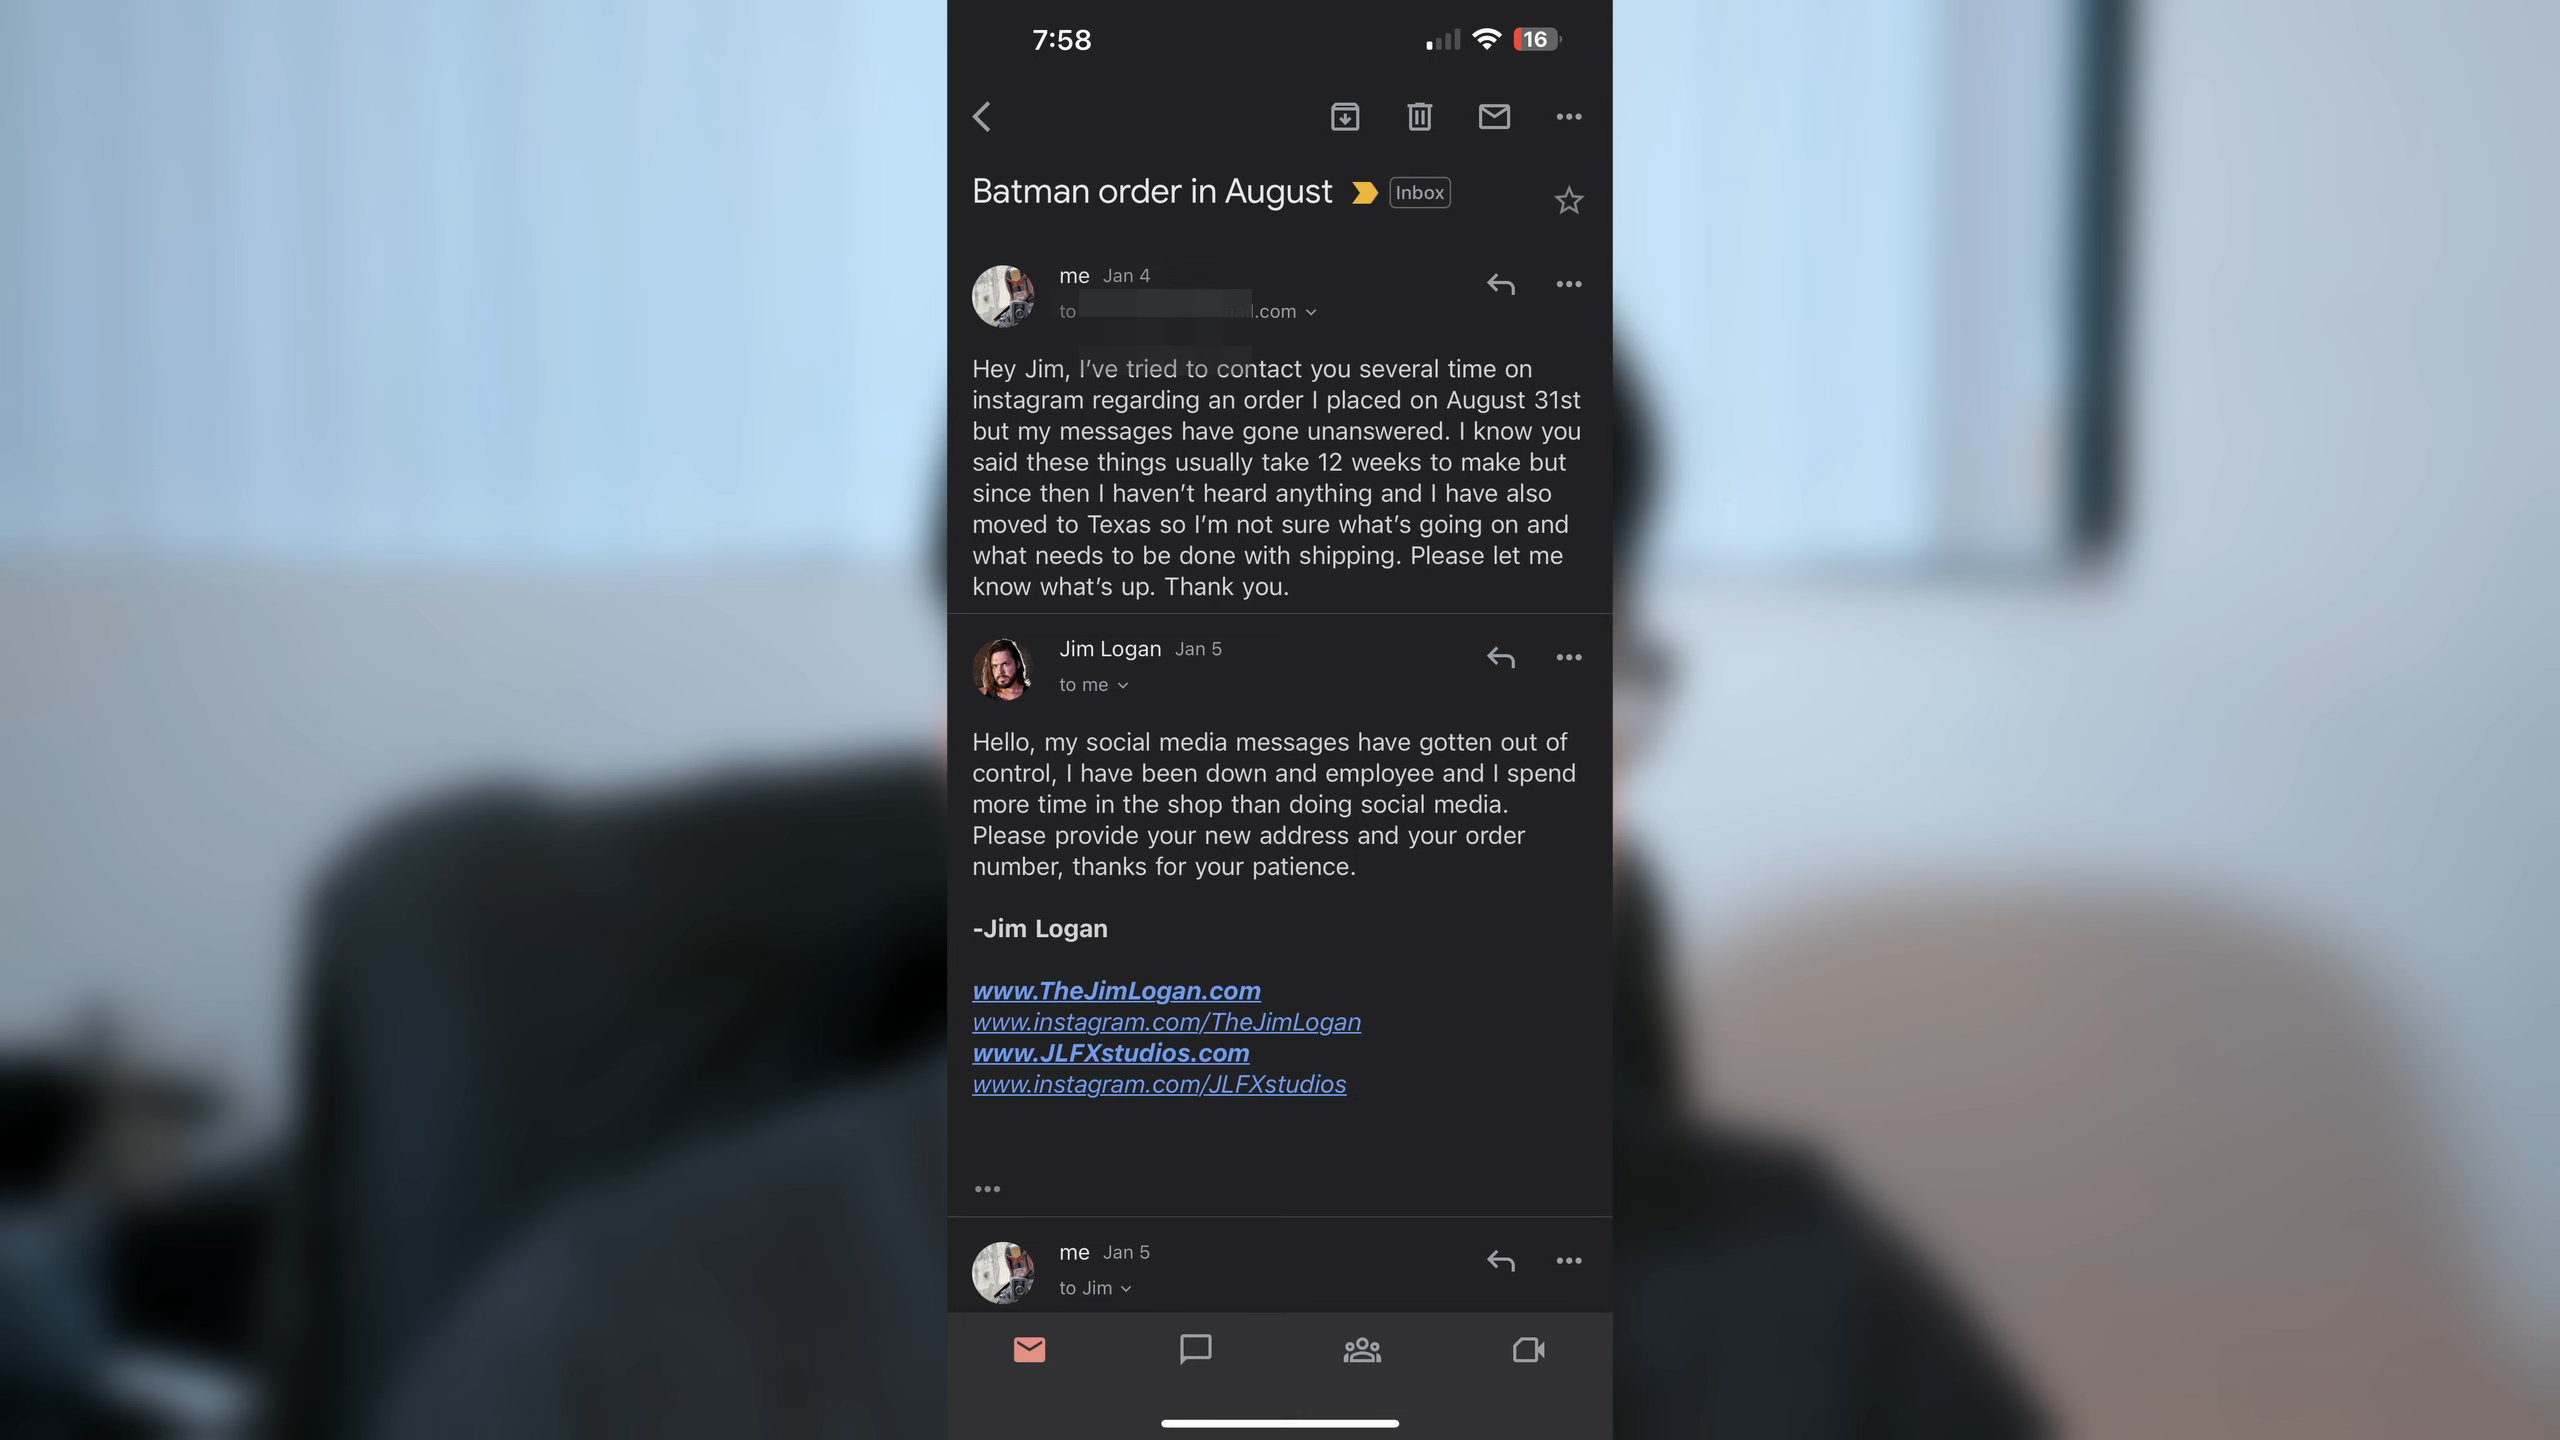 7:58
16
Batman order in August
Inbox
me Jan 4
to .com
Hey Jim, I've tried to contact you several time on
instagram regarding an order I placed on August 31st
but my messages have gone unanswered. I know you
said these things usually take 12 weeks to make but
since then I haven't heard anything and I have also
moved to Texas so I'm not sure what's going on and
what needs to be done with shipping. Please let me
know what's up. Thank you.
Jim Logan Jan 5
to me
Hello, my social media messages have gotten out of
control, I have been down and employee and I spend
more time in the shop than doing social media.
Please provide your new address and your order
number, thanks for your patience.
-Jim Logan
www.TheJimLogan.com
www.instagram.com/TheJimLogan
www.JLFXstudios.com
www.instagram.com/JLFXstudios
me Jan 5
to Jim